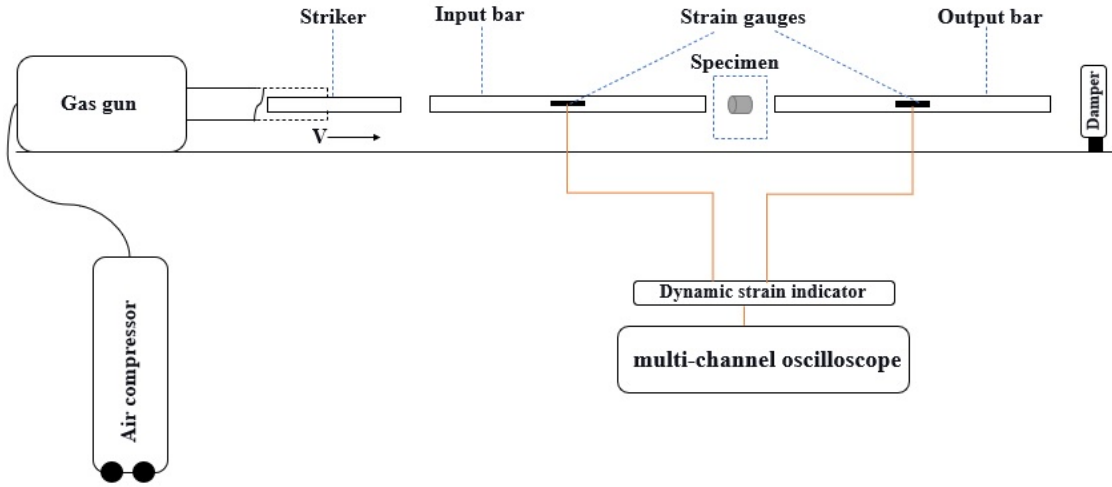 Striker
Input bar
Strain gauges
Output bar
Specimen
Gas gun
Damper
V
Dynamic strain indicator
multi-channel oscilloscope
Air compressor